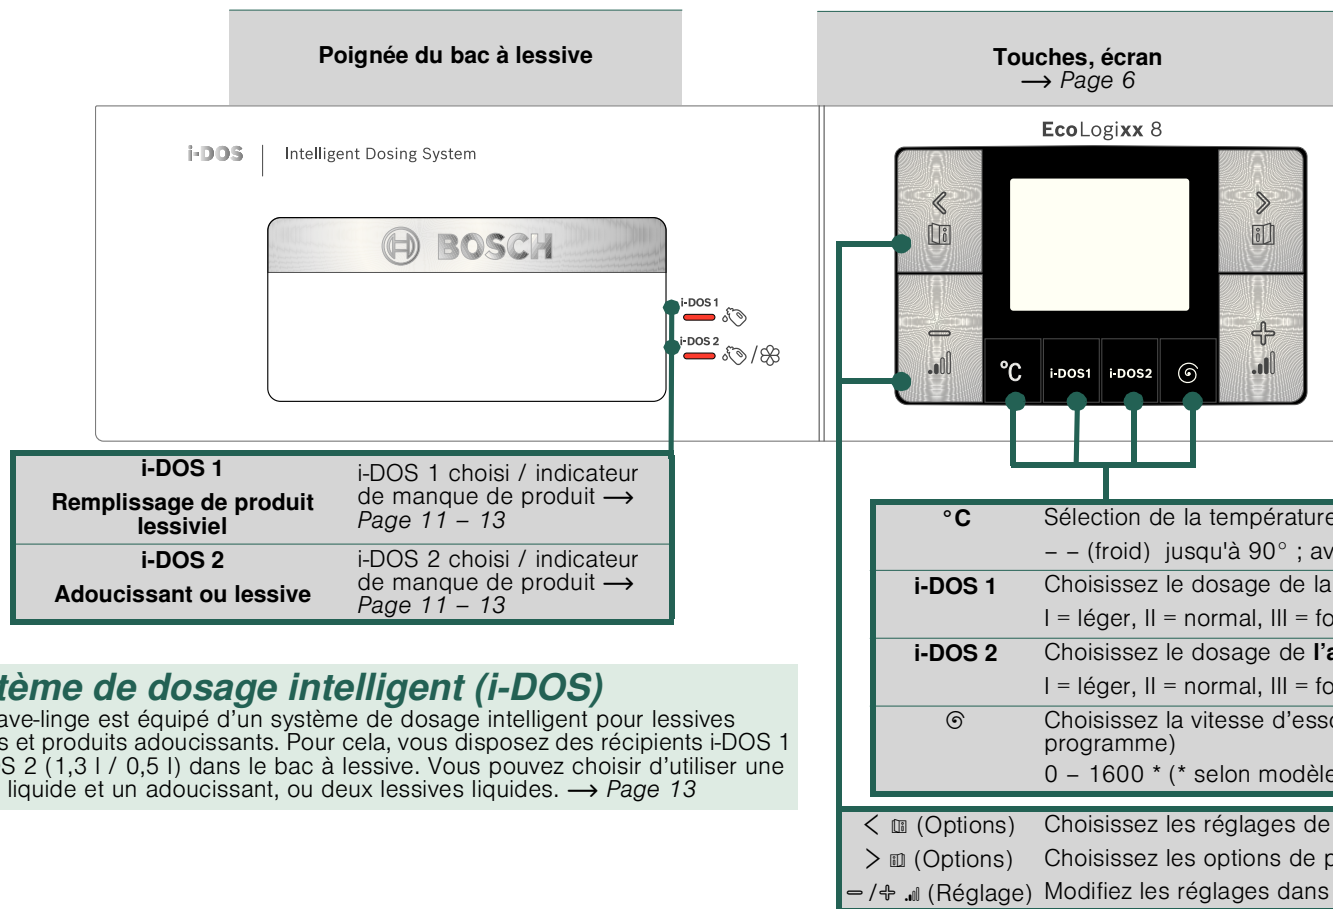 Poignée du bac à lessive
Touches, écran
→ Page 6
EcoLogixx 8
i-DOS | Intelligent Dosing System
BOSCH
i-DOS 1
i-DOS 2
°C i-DOS1 i-DOS2
i-DOS 1
Remplissage de produit
lessiviel
i-DOS 1 choisi / indicateur
de manque de produit →
Page 11 – 13
i-DOS 2
Adoucissant ou lessive
i-DOS 2 choisi / indicateur
de manque de produit →
Page 11 – 13
°C Sélection de la température
– – (froid) jusqu'à 90° ; av
i-DOS 1 Choisissez le dosage de la
I = léger, II = normal, III = fo
i-DOS 2 Choisissez le dosage de l'a
I = léger, II = normal, III = fo
Choisissez la vitesse d'esso
programme)
0 – 1600 * (* selon modèle
< (Options) Choisissez les réglages de
> (Options) Choisissez les options de p
– /+ (Réglage) Modifiez les réglages dans
tème de dosage intelligent (i-DOS)
ave-linge est équipé d'un système de dosage intelligent pour lessives
s et produits adoucissants. Pour cela, vous disposez des récipients i-DOS 1
S 2 (1,3 l / 0,5 l) dans le bac à lessive. Vous pouvez choisir d'utiliser une
liquide et un adoucissant, ou deux lessives liquides. → Page 13